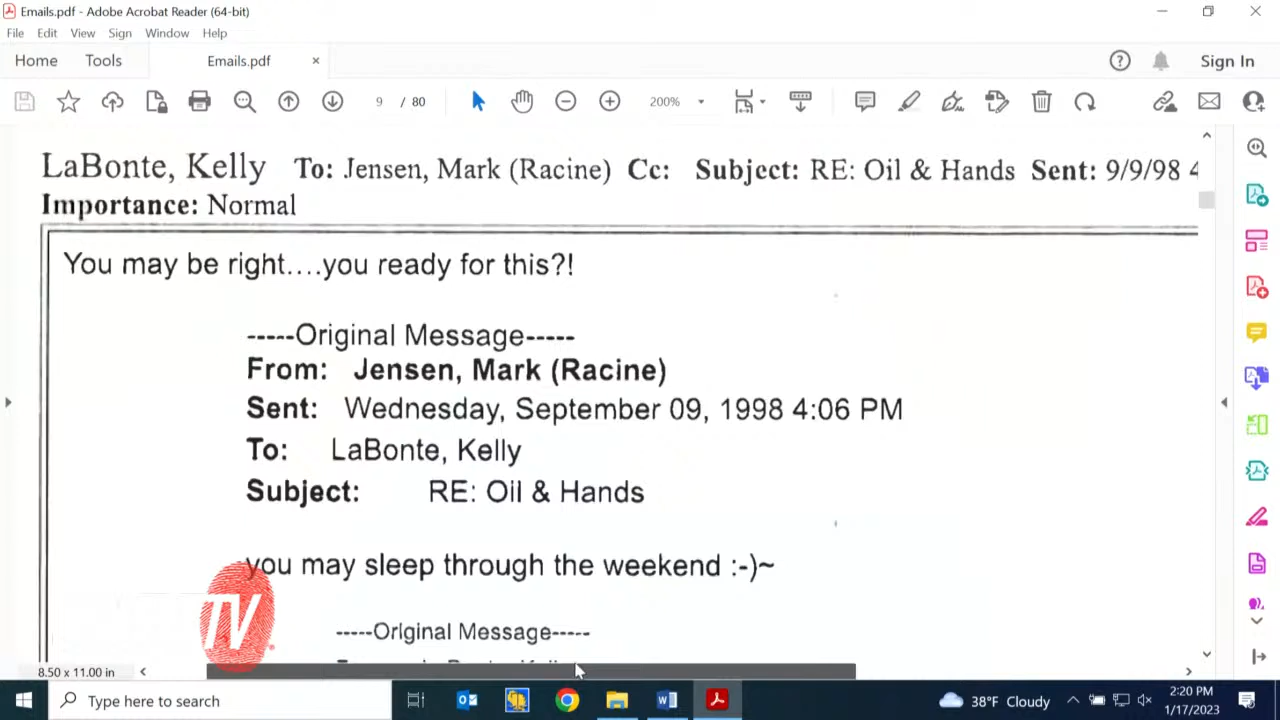 Emails.pdf - Adobe Acrobat Reader (64-bit)
File Edit View Sign Window Help
Home Tools Emails.pdf × Sign In
9 / 80 200%
LaBonte, Kelly To: Jensen, Mark (Racine) Cc: Subject: RE: Oil & Hands Sent: 9/9/98 4
Importance: Normal
You may be right....you ready for this?!
-----Original Message-----
From: Jensen, Mark (Racine)
Sent: Wednesday, September 09, 1998 4:06 PM
To: LaBonte, Kelly
Subject: RE: Oil & Hands
you may sleep through the weekend :-)~
TV
-----Original Message-----
8.50 x 11.00 in
Type here to search
38°F Cloudy
2:20 PM
1/17/2023